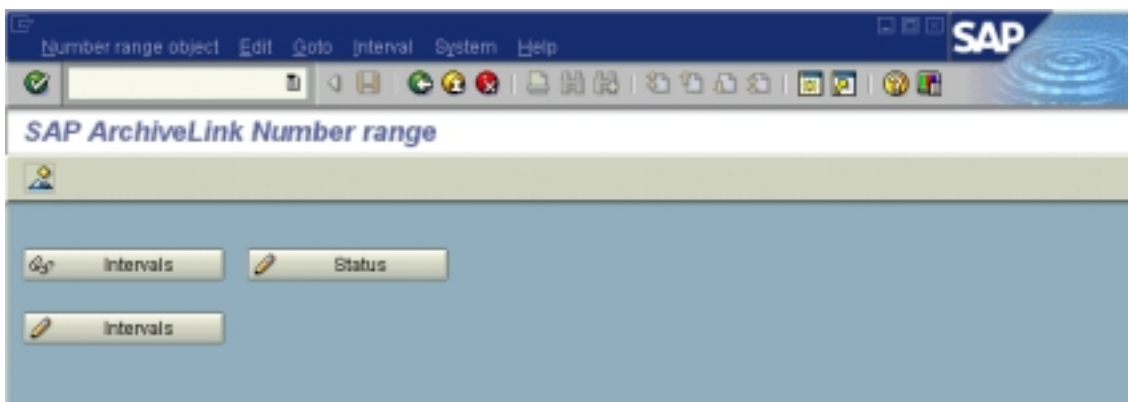 Number range object Edit Goto Interval System Help
SAP
SAP ArchiveLink Number range
Intervals Status
Intervals